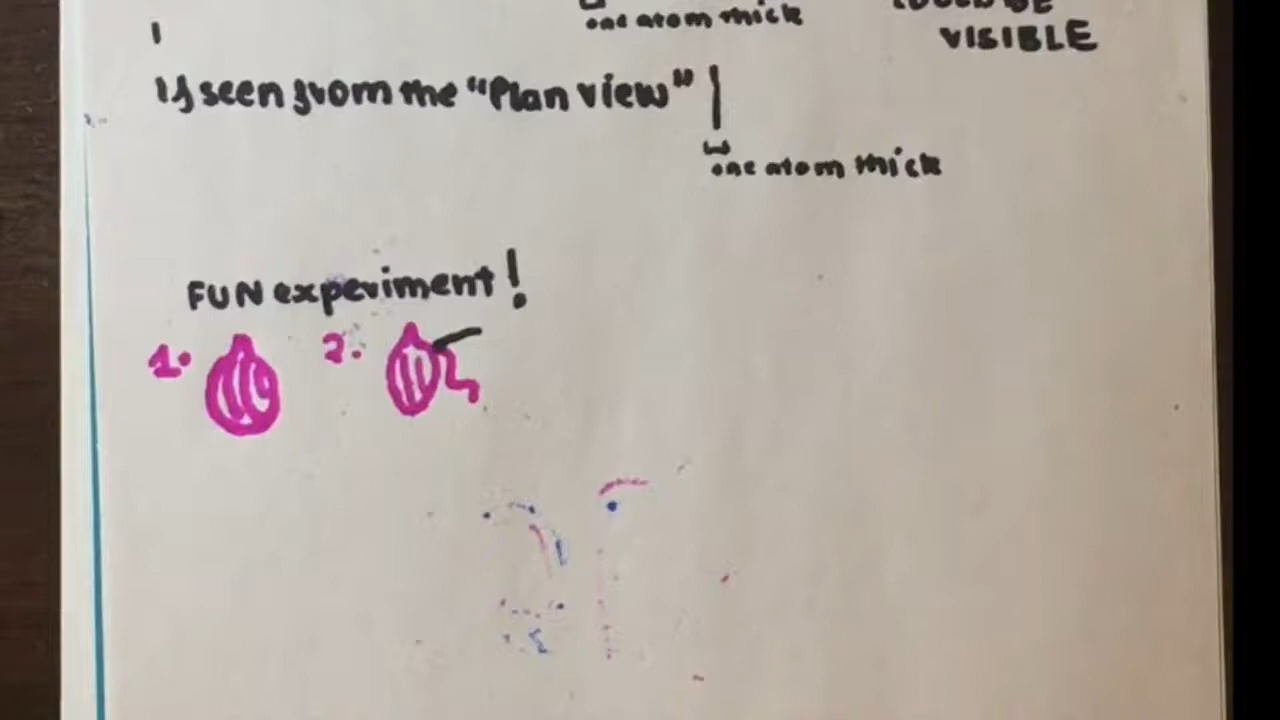 one atom thick
VISIBLE
If seen from the "Plan view" |
one atom thick
FUN experiment!
1. 2.